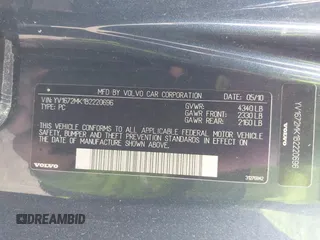 MFD. BY VOLVO CAR CORPORATION
DATE: 05/10
VIN: YV1672MK1B2220696
TYPE: PC
GVWR: 4340 LB
GAWR FRONT: 2330 LB
GAWR REAR: 2160 LB
THIS VEHICLE CONFORMS TO ALL APPLICABLE FEDERAL MOTOR VEHICLE SAFETY, BUMPER, AND
THEFT PREVENTION STANDARDS IN EFFECT ON THE DATE OF MANUFACTURE SHOWN ABOVE.
VOLVO
VOLVO
YV1672MK1B2220696
DREAMBID